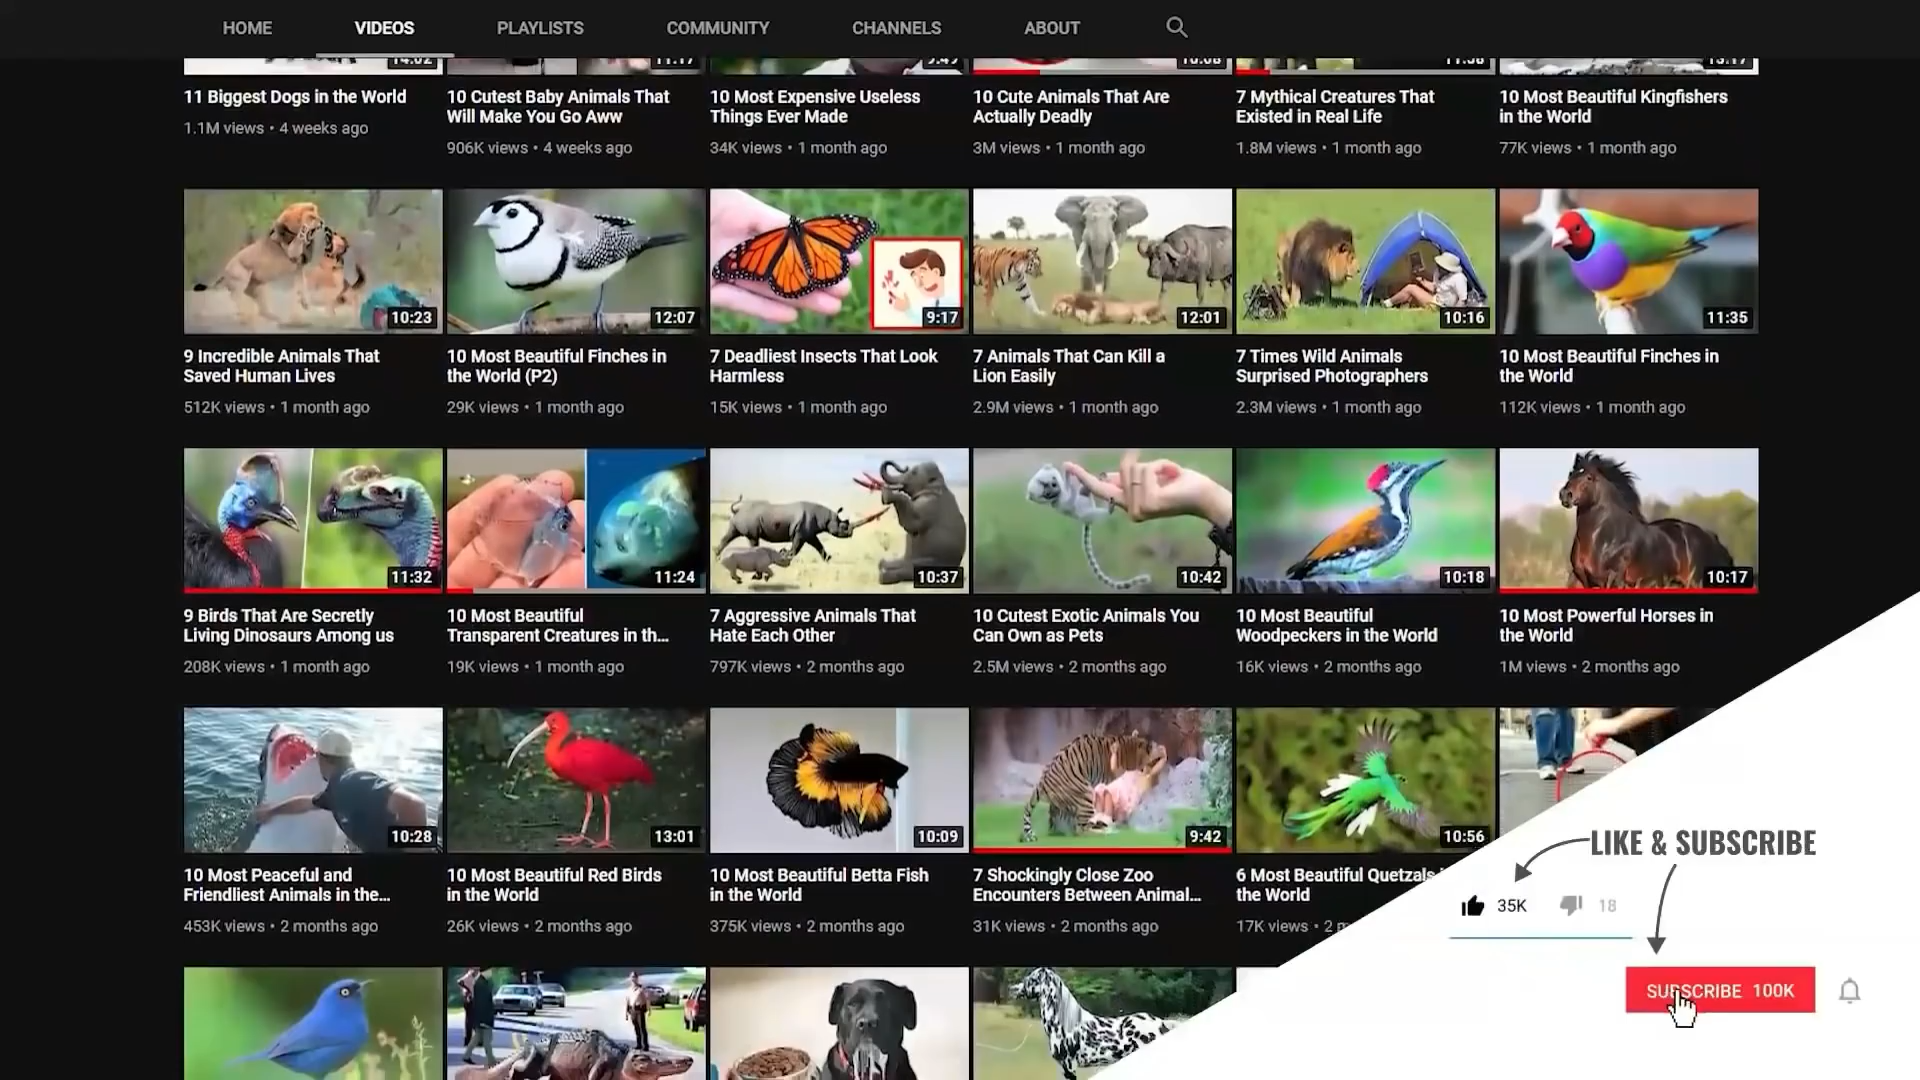 HOME VIDEOS PLAYLISTS COMMUNITY CHANNELS ABOUT
11 Biggest Dogs in the World
1.1M views • 4 weeks ago
10 Cutest Baby Animals That
Will Make You Go Aww
906K views • 4 weeks ago
10 Most Expensive Useless
Things Ever Made
34K views • 1 month ago
10 Cute Animals That Are
Actually Deadly
3M views • 1 month ago
7 Mythical Creatures That
Existed in Real Life
1.8M views • 1 month ago
10 Most Beautiful Kingfishers
in the World
77K views • 1 month ago
10:23
9 Incredible Animals That
Saved Human Lives
512K views • 1 month ago
12:07
10 Most Beautiful Finches in
the World (P2)
29K views • 1 month ago
9:17
7 Deadliest Insects That Look
Harmless
15K views • 1 month ago
12:01
7 Animals That Can Kill a
Lion Easily
2.9M views • 1 month ago
10:16
7 Times Wild Animals
Surprised Photographers
2.3M views • 1 month ago
11:35
10 Most Beautiful Finches in
the World
112K views • 1 month ago
11:32
9 Birds That Are Secretly
Living Dinosaurs Among us
208K views • 1 month ago
11:24
10 Most Beautiful
Transparent Creatures in th...
19K views • 1 month ago
10:37
7 Aggressive Animals That
Hate Each Other
797K views • 2 months ago
10:42
10 Cutest Exotic Animals You
Can Own as Pets
2.5M views • 2 months ago
10:18
10 Most Beautiful
Woodpeckers in the World
16K views • 2 months ago
10:17
10 Most Powerful Horses in
the World
1M views • 2 months ago
10:28
10 Most Peaceful and
Friendliest Animals in the...
453K views • 2 months ago
13:01
10 Most Beautiful Red Birds
in the World
26K views • 2 months ago
10:09
10 Most Beautiful Betta Fish
in the World
375K views • 2 months ago
9:42
7 Shockingly Close Zoo
Encounters Between Animal...
31K views • 2 months ago
10:56
6 Most Beautiful Quetzals
the World
17K views • 2
LIKE & SUBSCRIBE
35K 18
SUBSCRIBE 100K